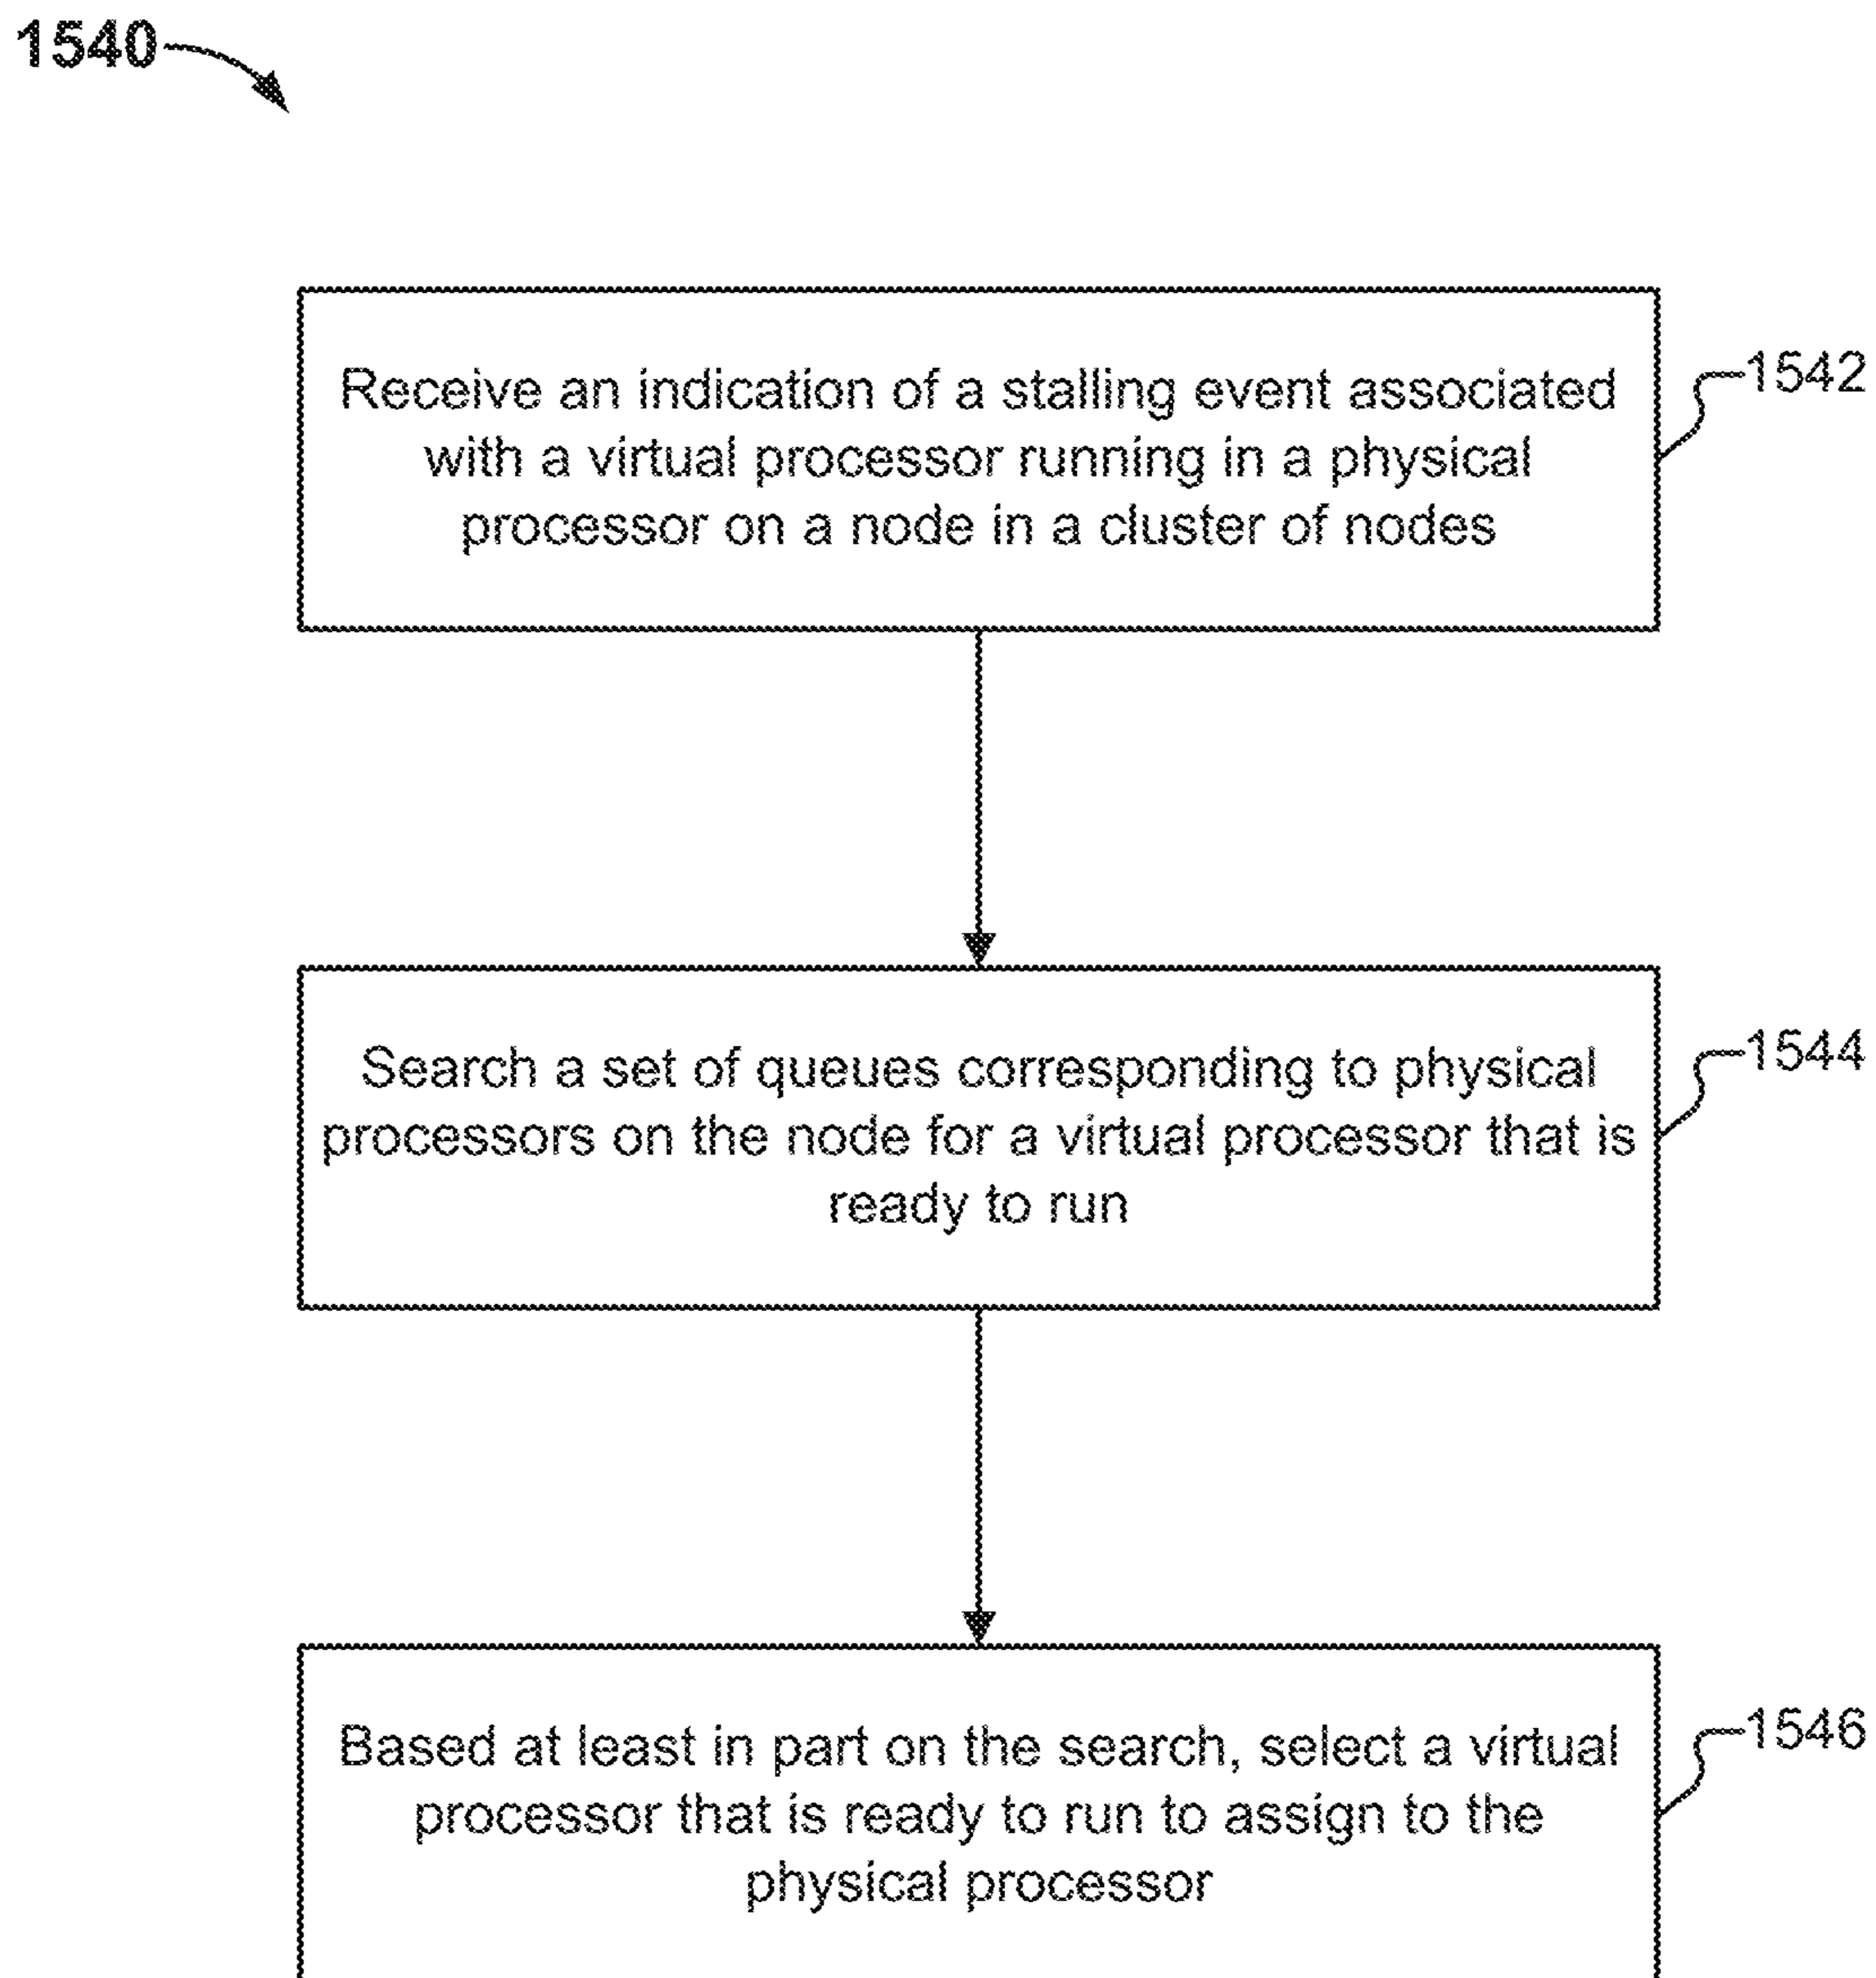 1540
Receive an indication of a stalling event associated
with a virtual processor running in a physical
processor on a node in a cluster of nodes
1542
Search a set of queues corresponding to physical
processors on the node for a virtual processor that is
ready to run
1544
Based at least in part on the search, select a virtual
processor that is ready to run to assign to the
physical processor
1546